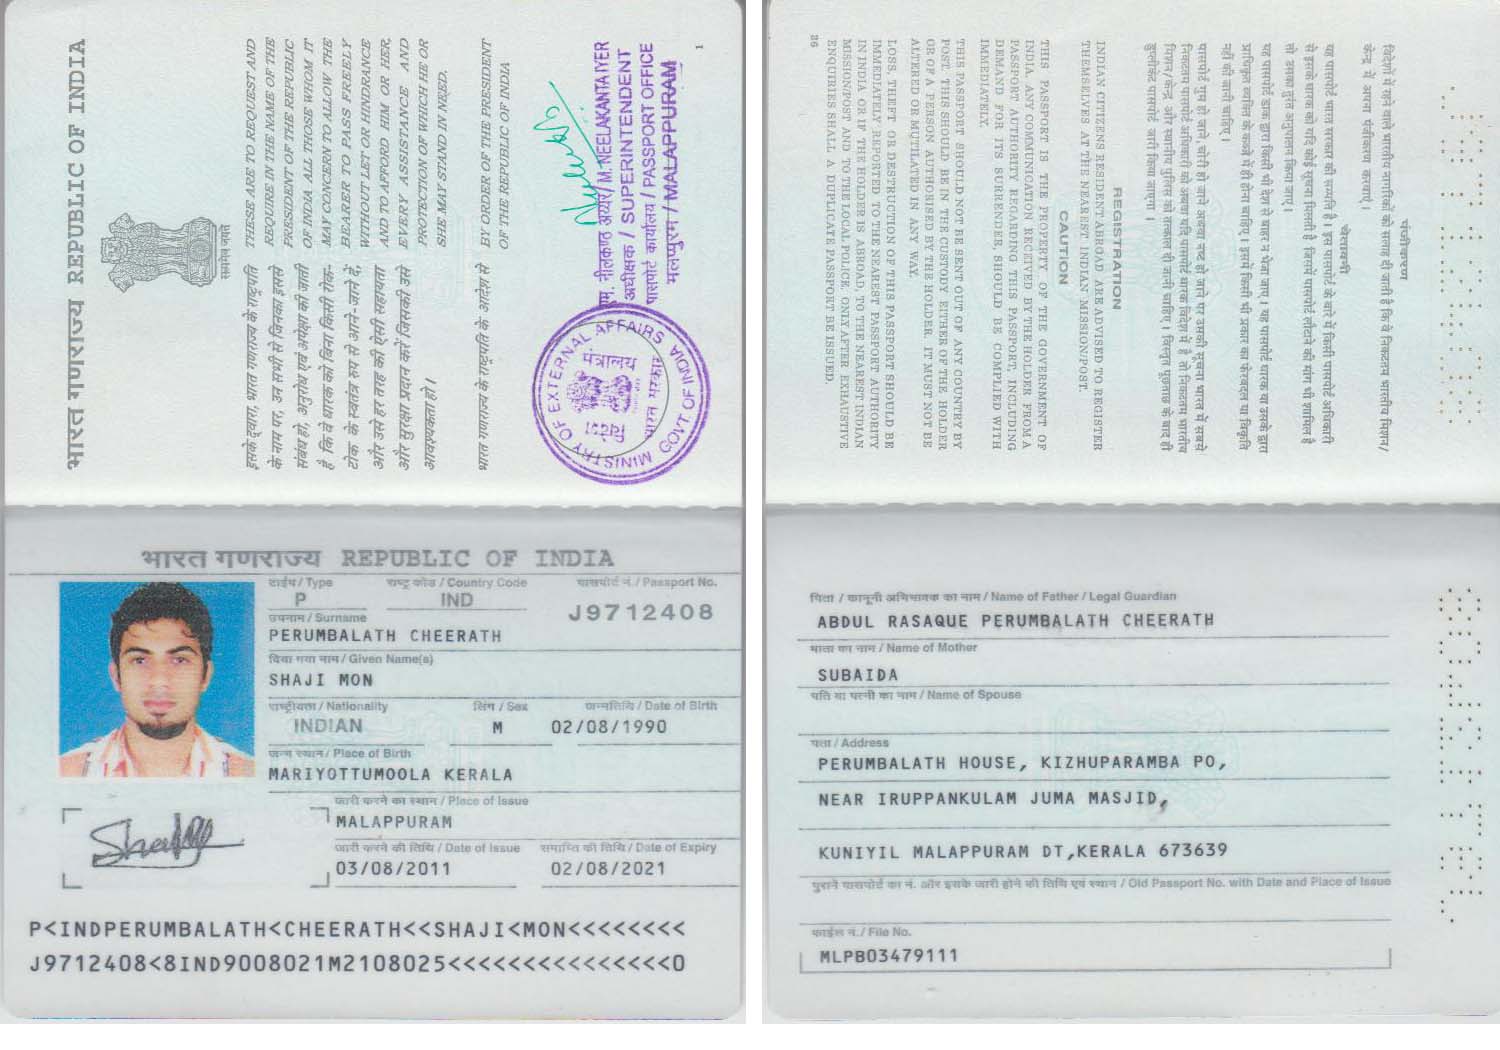 भारत गणराज्य REPUBLIC OF INDIA
सत्यमेव जयते
इसके द्वारा, भारत गणराज्य के राष्ट्रपति
के नाम पर, उन सभी से जिनका इससे
संबंध हो, अनुरोध एवं अपेक्षा की जाती
है कि वे धारक को बिना किसी रोक-
टोक के स्वतंत्र रूप से आने-जाने दें,
और उसे हर तरह की ऐसी सहायता
और सुरक्षा प्रदान करें जिसकी उसे
आवश्यकता हो।
भारत गणराज्य के राष्ट्रपति के आदेश से
THESE ARE TO REQUEST AND
REQUIRE IN THE NAME OF THE
PRESIDENT OF THE REPUBLIC
OF INDIA ALL THOSE WHOM IT
MAY CONCERN TO ALLOW THE
BEARER TO PASS FREELY
WITHOUT LET OR HINDRANCE
AND TO AFFORD HIM OR HER,
EVERY ASSISTANCE AND
PROTECTION OF WHICH HE OR
SHE MAY STAND IN NEED.
BY ORDER OF THE PRESIDENT
OF THE REPUBLIC OF INDIA
एम. नीलकण्ठ अय्यर/M.NEELAKANTA IYER
अधीक्षक / SUPERINTENDENT
पासपोर्ट कार्यालय / PASSPORT OFFICE
मलप्पुरम / MALAPPURAM
MINISTRY OF EXTERNAL AFFAIRS
GOVT. OF INDIA
विदेश मंत्रालय
भारत सरकार
1
भारत गणराज्य REPUBLIC OF INDIA
टाईप / Type राष्ट्र कोड / Country Code पासपोर्ट नं. / Passport No.
P IND J9712408
उपनाम / Surname
PERUMBALATH CHEERATH
दिया गया नाम / Given Name(s)
SHAJI MON
राष्ट्रीयता / Nationality लिंग / Sex जन्मतिथि / Date of Birth
INDIAN M 02/08/1990
जन्म स्थान / Place of Birth
MARIYOTTUMOOLA KERALA
जारी करने का स्थान / Place of Issue
MALAPPURAM
जारी करने की तिथि / Date of Issue समाप्ति की तिथि / Date of Expiry
03/08/2011 02/08/2021
P<INDPERUMBALATH<CHEERATH<<SHAJI<MON<<<<<<<<
J9712408<8IND9008021M2108025<<<<<<<<<<<<<<<0
पंजीकरण
विदेशों में रहने वाले भारतीय नागरिकों को सलाह दी जाती है कि वे निकटतम भारतीय मिशन/
केन्द्र में अपना पंजीकरण करवाएं।
चेतावनी
यह पासपोर्ट भारत सरकार की सम्पत्ति है। इस पासपोर्ट के बारे में किसी पासपोर्ट अधिकारी
से इसके धारक को यदि कोई सूचना मिलती है, जिसमें पासपोर्ट लौटाने की मांग भी शामिल है
तो उसका तुरंत अनुपालन किया जाए।
यह पासपोर्ट डाक द्वारा किसी भी देश से बाहर न भेजा जाए। यह पासपोर्ट धारक या उसके द्वारा
प्राधिकृत व्यक्ति के कब्जे में ही होना चाहिए। इसमें किसी भी प्रकार का फेरबदल या विकृति
नहीं की जानी चाहिए।
पासपोर्ट गुम हो जाने, चोरी हो जाने अथवा नष्ट हो जाने पर उसकी सूचना भारत में सबसे
निकटतम पासपोर्ट अधिकारी को अथवा यदि पासपोर्ट धारक विदेश में है तो निकटतम भारतीय
मिशन/केन्द्र और स्थानीय पुलिस को तत्काल दी जानी चाहिए। विस्तृत पूछताछ के बाद ही
डुप्लीकेट पासपोर्ट जारी किया जाएगा।
REGISTRATION
INDIAN CITIZENS RESIDENT ABROAD ARE ADVISED TO REGISTER
THEMSELVES AT THE NEAREST INDIAN MISSION/POST.
CAUTION
THIS PASSPORT IS THE PROPERTY OF THE GOVERNMENT OF
INDIA. ANY COMMUNICATION RECEIVED BY THE HOLDER FROM A
PASSPORT AUTHORITY REGARDING THIS PASSPORT, INCLUDING
DEMAND FOR ITS SURRENDER, SHOULD BE COMPLIED WITH
IMMEDIATELY.
THIS PASSPORT SHOULD NOT BE SENT OUT OF ANY COUNTRY BY
POST. THIS SHOULD BE IN THE CUSTODY EITHER OF THE HOLDER
OR OF A PERSON AUTHORISED BY THE HOLDER. IT MUST NOT BE
ALTERED OR MUTILATED IN ANY WAY.
LOSS, THEFT OR DESTRUCTION OF THIS PASSPORT SHOULD BE
IMMEDIATELY REPORTED TO THE NEAREST PASSPORT AUTHORITY
IN INDIA OR IF THE HOLDER IS ABROAD, TO THE NEAREST INDIAN
MISSION/POST AND TO THE LOCAL POLICE. ONLY AFTER EXHAUSTIVE
ENQUIRIES SHALL A DUPLICATE PASSPORT BE ISSUED.
36
पिता / कानूनी अभिभावक का नाम / Name of Father / Legal Guardian
ABDUL RASAQUE PERUMBALATH CHEERATH
माता का नाम / Name of Mother
SUBAIDA
पति या पत्नी का नाम / Name of Spouse
पता / Address
PERUMBALATH HOUSE, KIZHUPARAMBA PO,
NEAR IRUPPANKULAM JUMA MASJID,
KUNIYIL MALAPPURAM DT,KERALA 673639
पुराने पासपोर्ट का नं. और इसके जारी होने की तिथि एवं स्थान / Old Passport No. with Date and Place of Issue
फाईल नं. / File No.
MLPB03479111